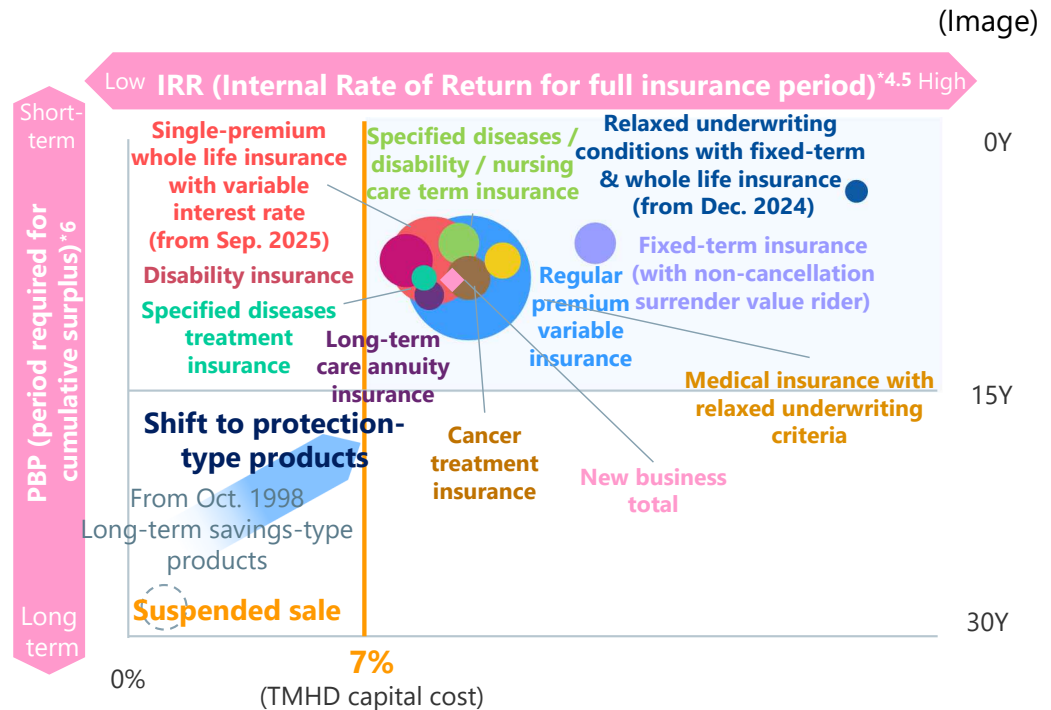 (Image)
Low IRR (Internal Rate of Return for full insurance period)*4.5 High
Short-
term
PBP (period required for
cumulative surplus)*6
Long
term
Single-premium
whole life insurance
with variable
interest rate
(from Sep. 2025)
Specified diseases /
disability / nursing
care term insurance
Relaxed underwriting
conditions with fixed-term
& whole life insurance
(from Dec. 2024)
0Y
Disability insurance
Fixed-term insurance
(with non-cancellation
surrender value rider)
Specified diseases
treatment
insurance
Long-term
care annuity
insurance
Regular
premium
variable
insurance
Medical insurance with
relaxed underwriting
criteria
15Y
Shift to protection-
type products
Cancer
treatment
insurance
New business
total
From Oct. 1998
Long-term savings-type
products
Suspended sale
30Y
0%
7%
(TMHD capital cost)